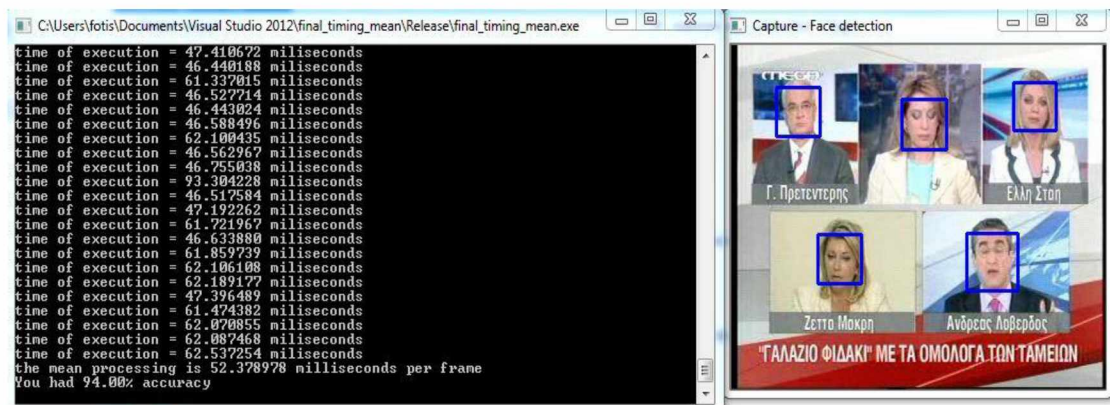 C:\Users\fotis\Documents\Visual Studio 2012\final_timing_mean\Release\final_timing_mean.exe
time of execution = 47.410672 miliseconds
time of execution = 46.440188 miliseconds
time of execution = 61.337015 miliseconds
time of execution = 46.527714 miliseconds
time of execution = 46.443024 miliseconds
time of execution = 46.588496 miliseconds
time of execution = 62.100435 miliseconds
time of execution = 46.562967 miliseconds
time of execution = 46.755038 miliseconds
time of execution = 93.304228 miliseconds
time of execution = 46.517584 miliseconds
time of execution = 47.192262 miliseconds
time of execution = 61.721967 miliseconds
time of execution = 46.633880 miliseconds
time of execution = 61.859739 miliseconds
time of execution = 62.106108 miliseconds
time of execution = 62.189177 miliseconds
time of execution = 47.396489 miliseconds
time of execution = 61.474382 miliseconds
time of execution = 62.070855 miliseconds
time of execution = 62.087468 miliseconds
time of execution = 62.537254 miliseconds
the mean processing is 52.378978 milliseconds per frame
You had 94.00% accuracy
Capture - Face detection
MEGA
Γ. Πρετεντερης
Ελλη Σταη
Ζεττα Μακρη
Ανδρεας Λοβερδος
"ΓΑΛΑΖΙΟ ΦΙΔΑΚΙ" ΜΕ ΤΑ ΟΜΟΛΟΓΑ ΤΩΝ ΤΑΜΕΙΩΝ